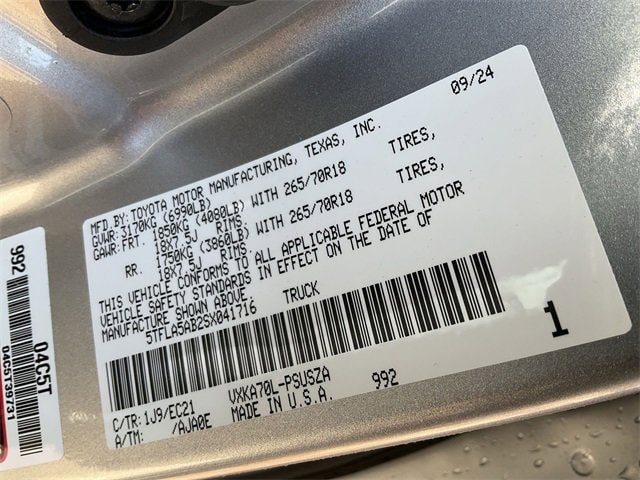 09/24
MFD.BY: TOYOTA MOTOR MANUFACTURING, TEXAS, INC.
GVWR: 3170KG (6990LB)
GAWR: FRT. 1850KG (4080LB) WITH 265/70R18 TIRES,
18X7.5J RIMS.
RR. 1750KG (3860LB) WITH 265/70R18 TIRES,
18X7.5J RIMS.
THIS VEHICLE CONFORMS TO ALL APPLICABLE FEDERAL MOTOR
VEHICLE SAFETY STANDARDS IN EFFECT ON THE DATE OF
MANUFACTURE SHOWN ABOVE.
5TFLA5AB2SX041716 TRUCK
1
C/TR: 1J9/EC21 VXKA70L-PSUSZA 992
A/TM: /AJA0E MADE IN U.S.A.
992
04C5T
04C5T39731